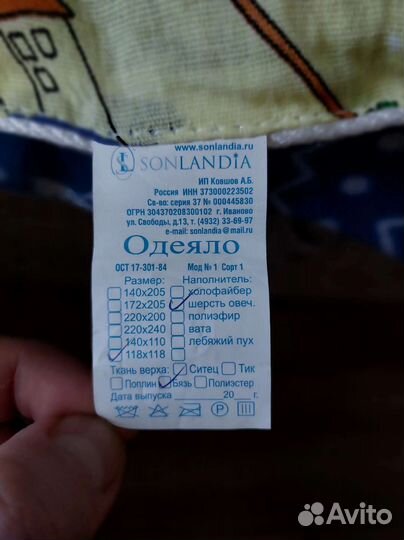 www.sonlandia.ru
SONLANDIA
ИП Ковшов А.Б.
Россия ИНН 373000223502
Св-во: серия 37 № 000445830
ОГРН 304370208300102 г. Иваново
ул. Свободы, д.13, т. (4932) 33-69-97
e-mail: sonlandia@mail.ru
Одеяло
ОСТ 17-301-84 Мод № 1 Сорт 1
Размер: Наполнитель:
140х205 холофайбер
172х205 шерсть овеч.
220х200 полиэфир
220х240 вата
140х110 лебяжий пух
118х118
Ткань верха: Ситец Тик
Поплин Бязь Полиэстер
Дата выпуска ____ 20__ г.
Avito